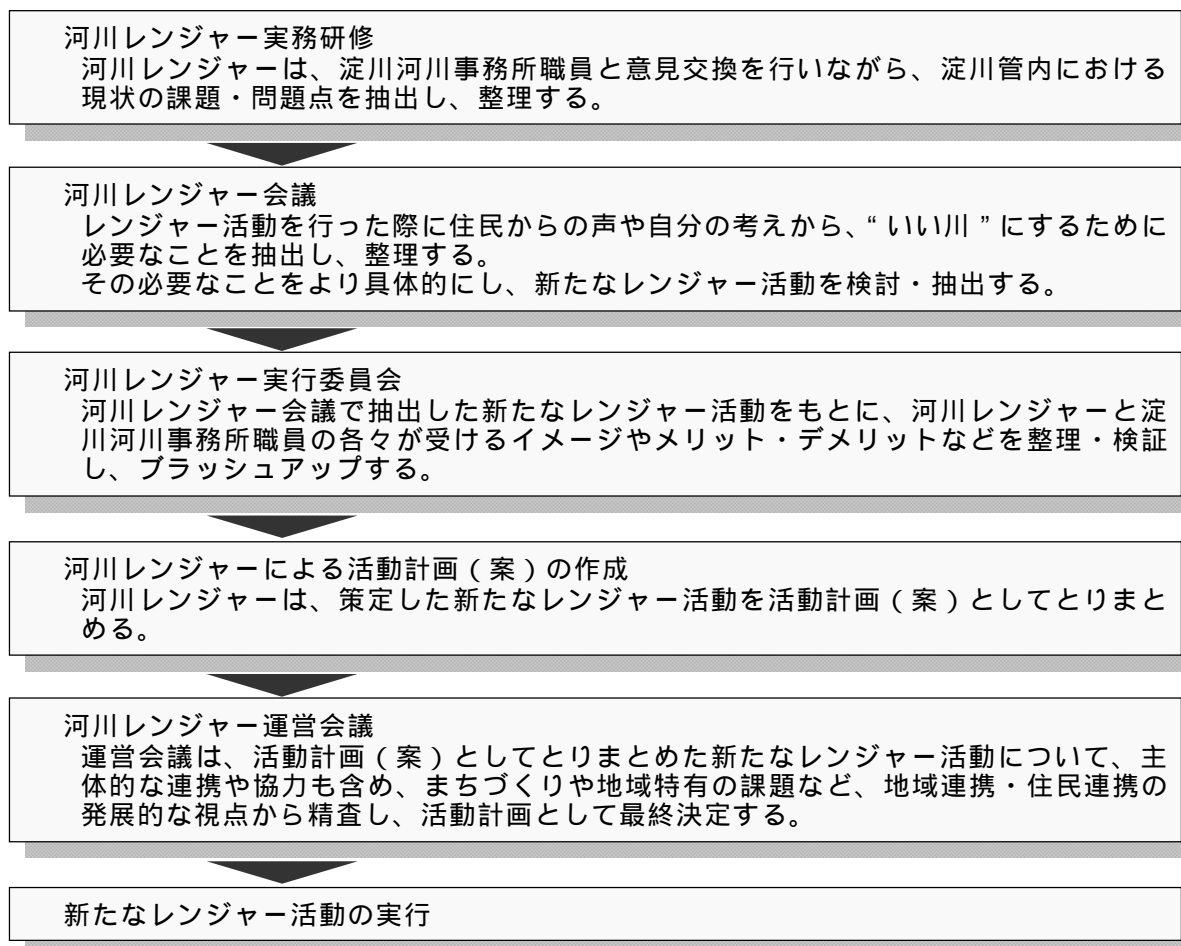 河川レンジャー実務研修
河川レンジャーは、淀川河川事務所職員と意見交換を行いながら、淀川管内における
現状の課題・問題点を抽出し、整理する。
河川レンジャー会議
レンジャー活動を行った際に住民からの声や自分の考えから、“いい川”にするために
必要なことを抽出し、整理する。
その必要なことをより具体的にし、新たなレンジャー活動を検討・抽出する。
河川レンジャー実行委員会
河川レンジャー会議で抽出した新たなレンジャー活動をもとに、河川レンジャーと淀
川河川事務所職員の各々が受けるイメージやメリット・デメリットなどを整理・検証
し、ブラッシュアップする。
河川レンジャーによる活動計画（案）の作成
河川レンジャーは、策定した新たなレンジャー活動を活動計画（案）としてとりまと
める。
河川レンジャー運営会議
運営会議は、活動計画（案）としてとりまとめた新たなレンジャー活動について、主
体的な連携や協力も含め、まちづくりや地域特有の課題など、地域連携・住民連携の
発展的な視点から精査し、活動計画として最終決定する。
新たなレンジャー活動の実行